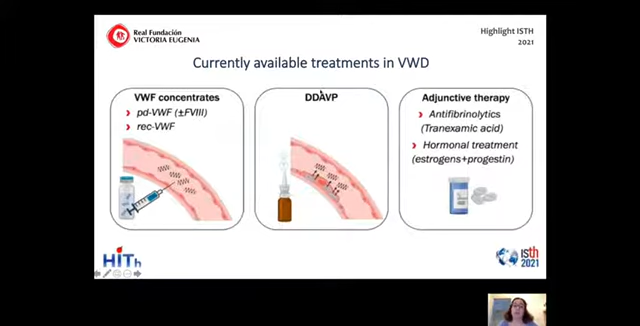 Real Fundación
VICTORIA EUGENIA
Highlight ISTH
2021
Currently available treatments in VWD
VWF concentrates
pd-VWF (±FVIII)
rec-VWF
DDAVP
Adjunctive therapy
Antifibrinolytics
(Tranexamic acid)
Hormonal treatment
(estrogens+progestin)
HiTh
isth
2021